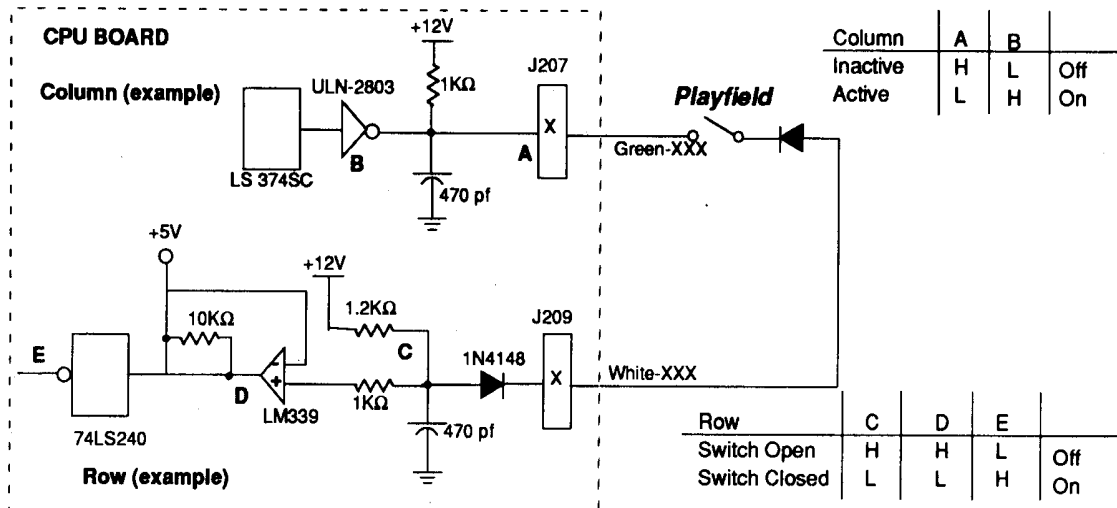 CPU BOARD
+12V
Column (example)
ULN-2803
1KΩ
J207
X
A
B
LS 374SC
470 pf
Playfield
Green-XXX
Column A B
Inactive H L Off
Active L H On
+5V
+12V
10KΩ
1.2KΩ
J209
E
C
1N4148
X
White-XXX
-
+
D
LM339
1KΩ
470 pf
74LS240
Row (example)
Row C D E
Switch Open H H L Off
Switch Closed L L H On